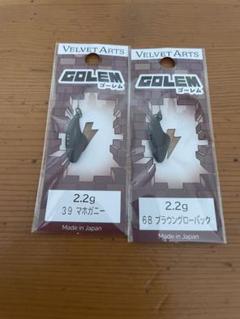 VELVET ARTS
GOLEM
ゴーレム
2.2g
39 マホガニー
Made in Japan
VELVET ARTS
GOLEM
ゴーレム
2.2g
68 ブラウングローバック
Made in Japan